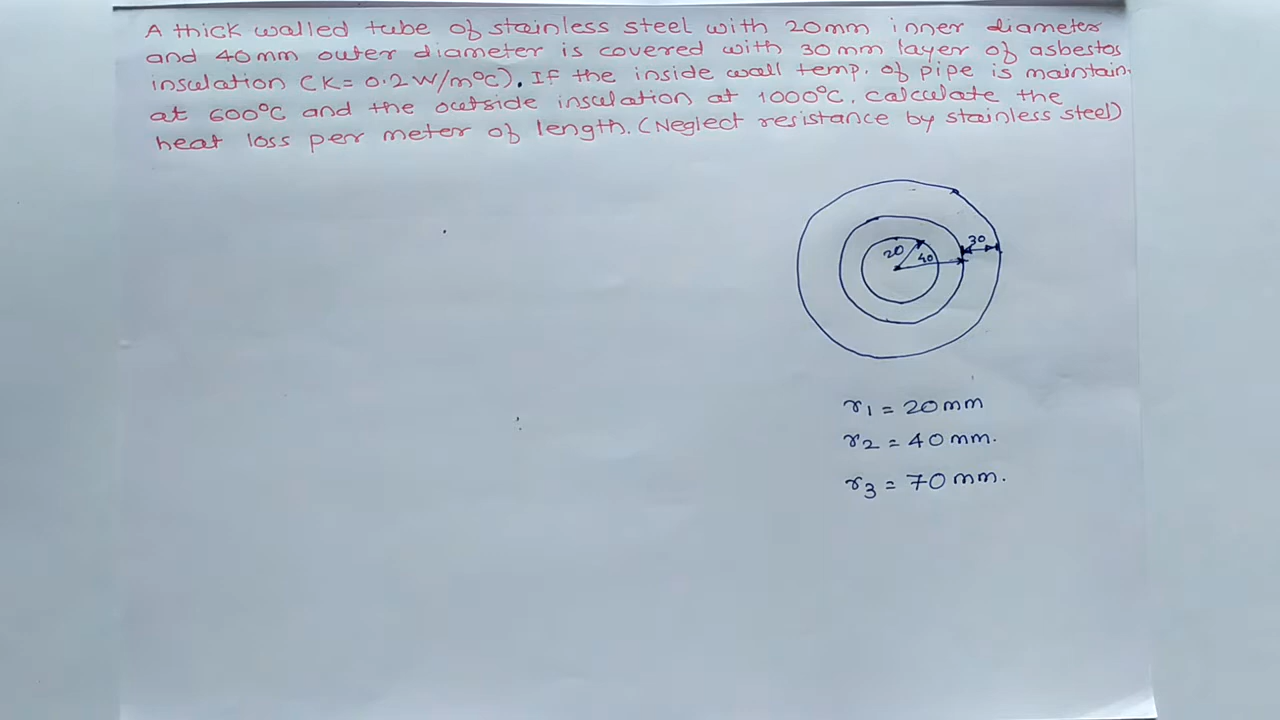 A thick walled tube of stainless steel with 20mm inner diameter
and 40mm outer diameter is covered with 30mm layer of asbestos
insulation (K= 0.2 W/m°C). If the inside wall temp. of pipe is maintain.
at 600°C and the outside insulation at 1000°C. calculate the
heat loss per meter of length. (Neglect resistance by stainless steel)
20
40
30
r1 = 20mm
r2 = 40mm.
r3 = 70mm.